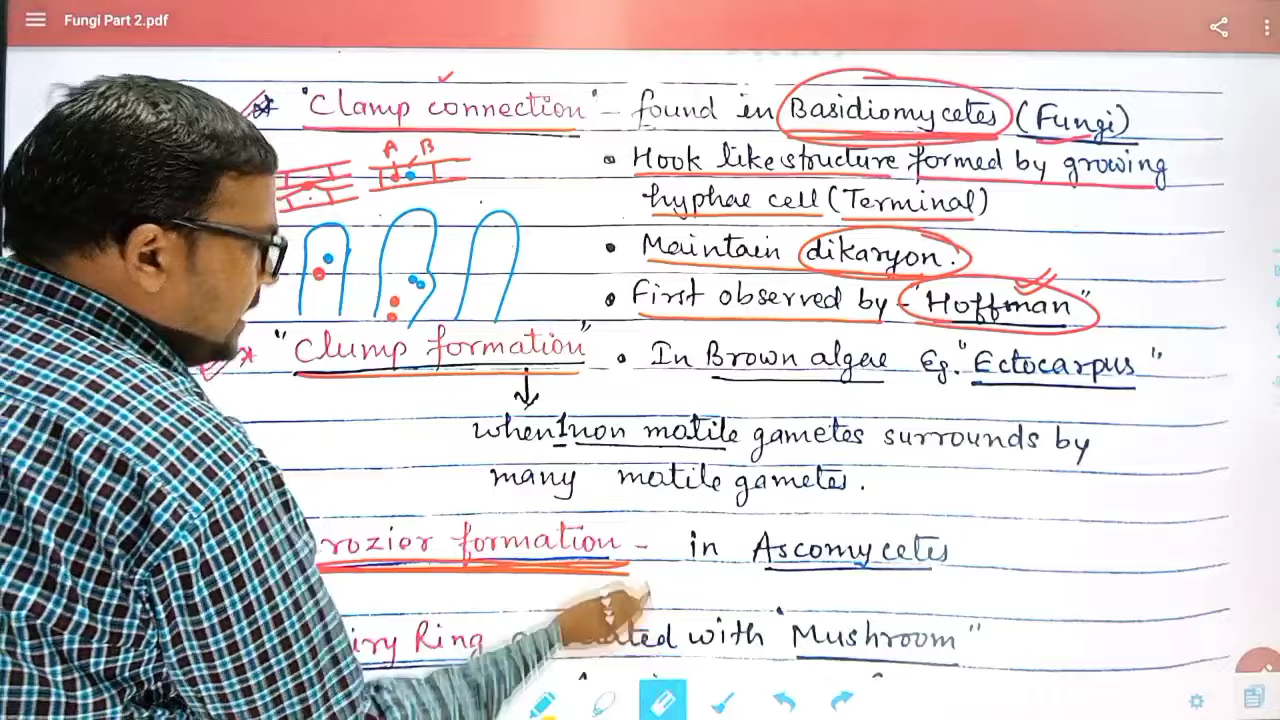 Fungi Part 2.pdf
"Clamp connection" - found in Basidiomycetes (Fungi)
A B
• Hook like structure formed by growing
hyphae cell (Terminal)
• Maintain dikaryon.
• First observed by - "Hoffman"
"Clump formation" • In Brown algae Eg. "Ectocarpus"
when 1 non motile gametes surrounds by
many motile gametes.
formation - in Ascomycetes
Ring with "Mushroom"